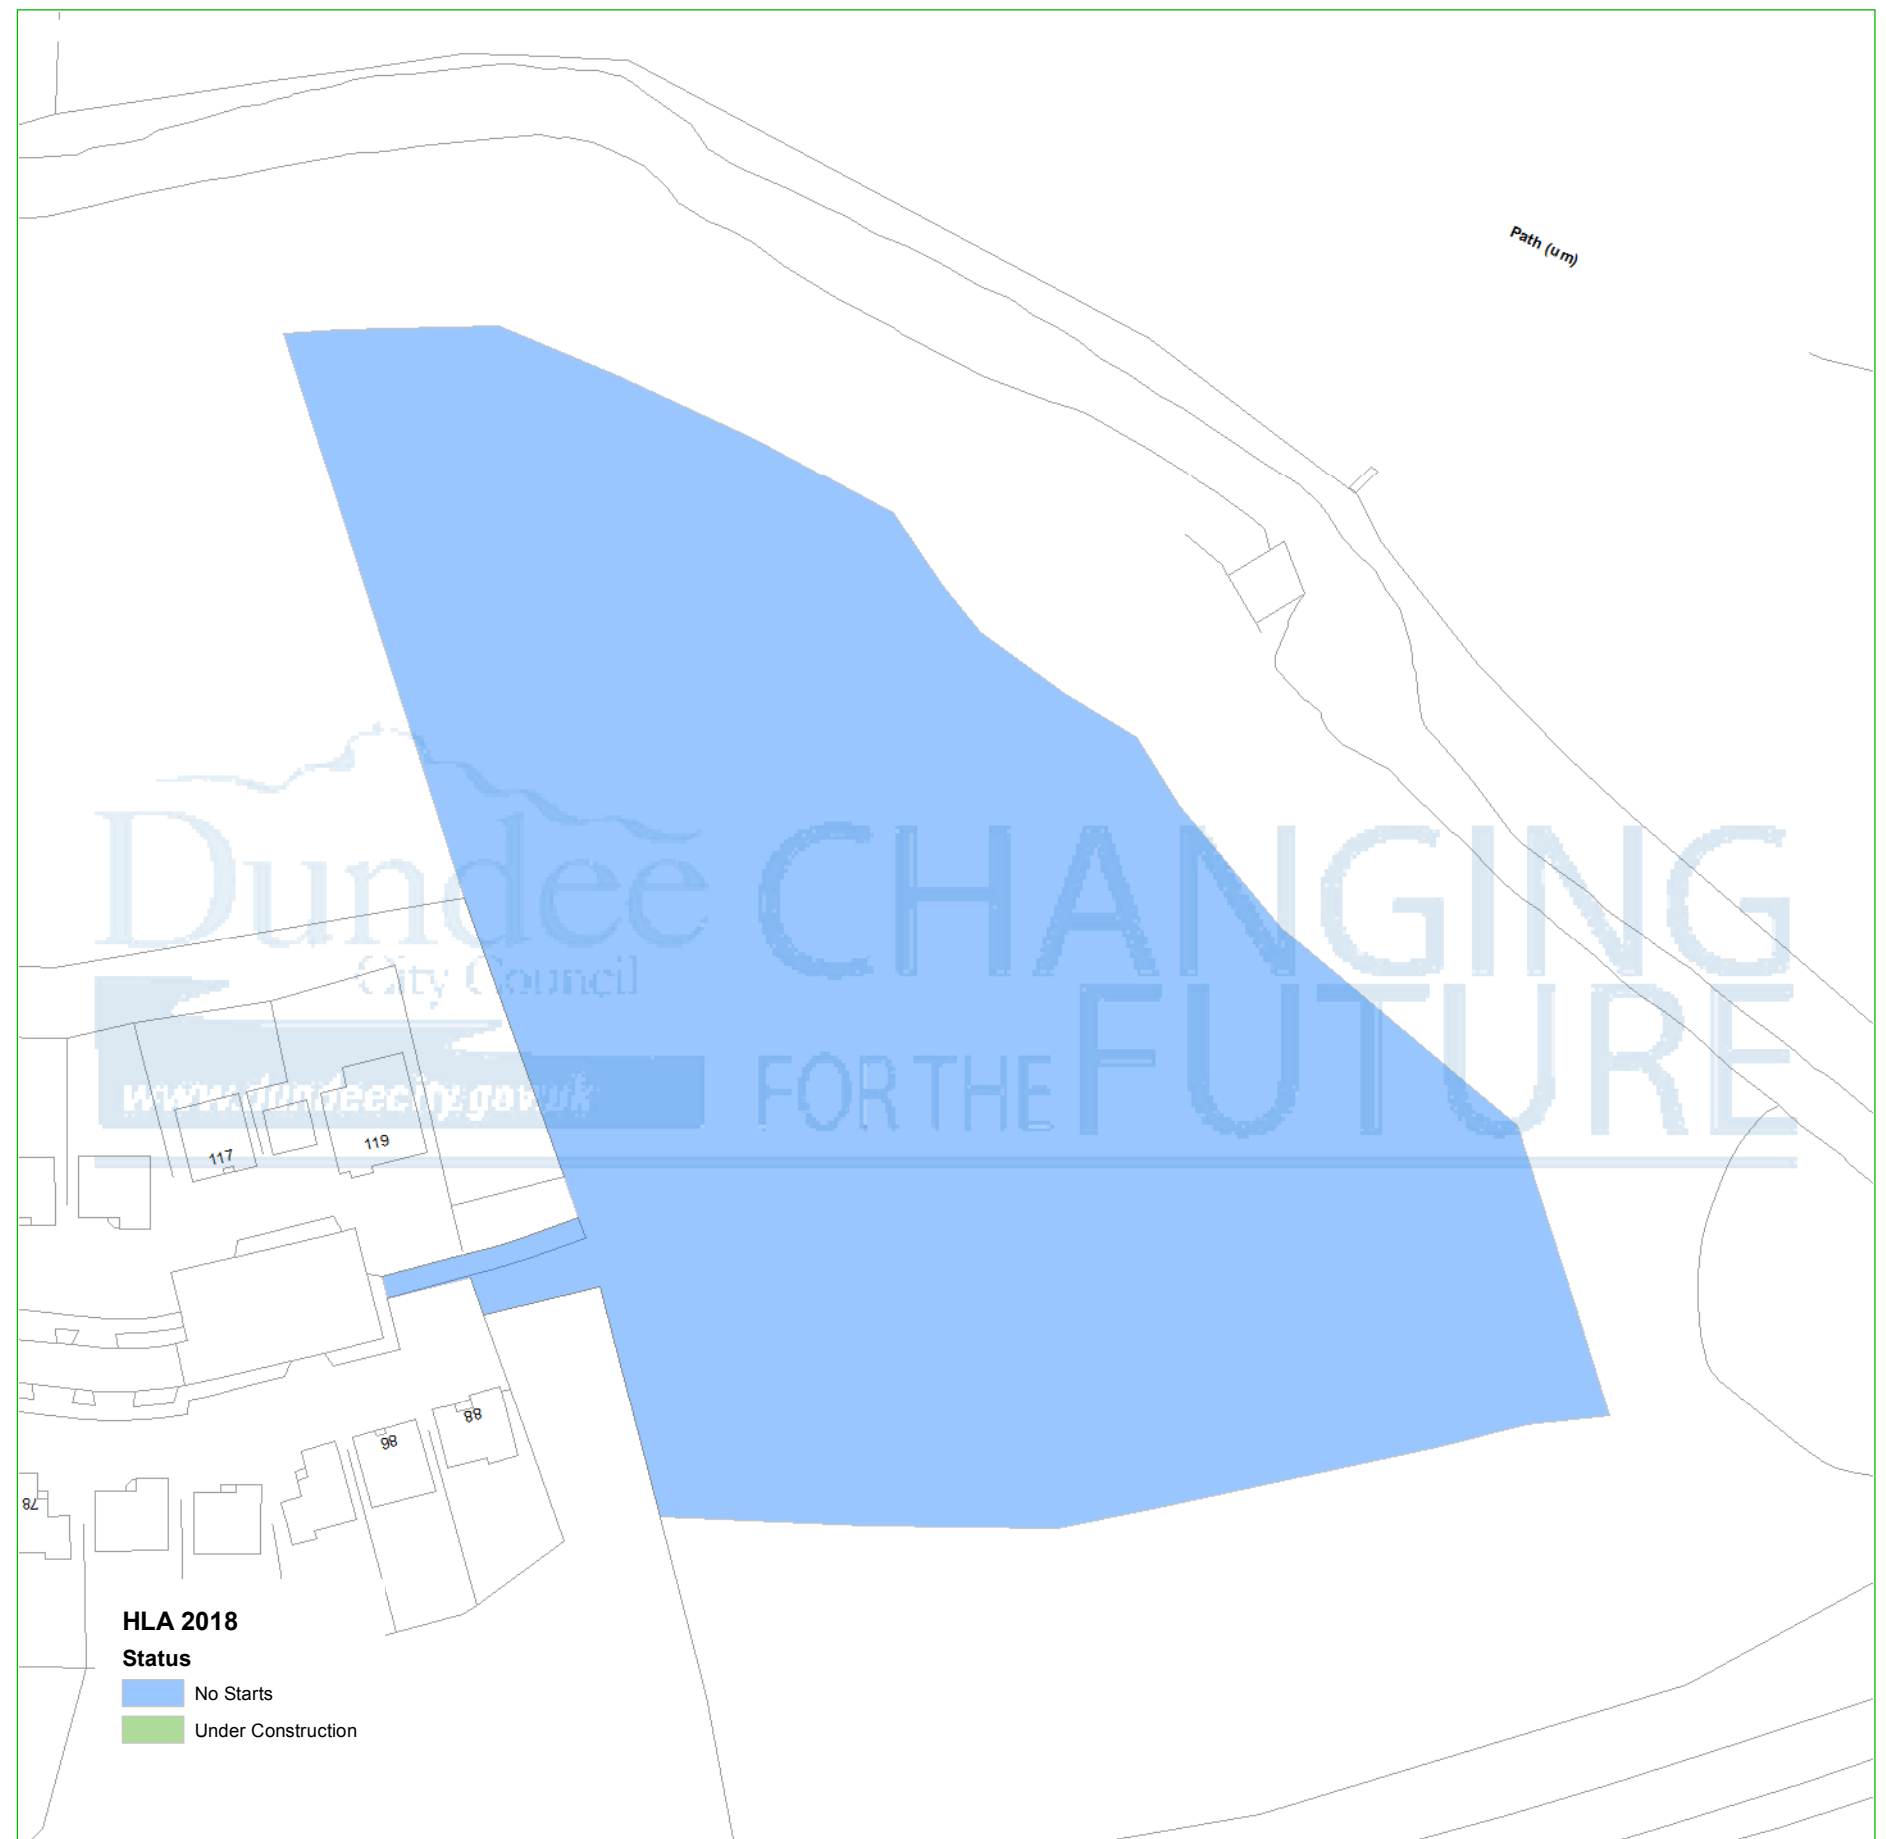 Path (um)
Dundee
City Council
www.dundeecity.gov.uk
CHANGING
FOR THE FUTURE
117
119
88
86
78
HLA 2018
Status
No Starts
Under Construction